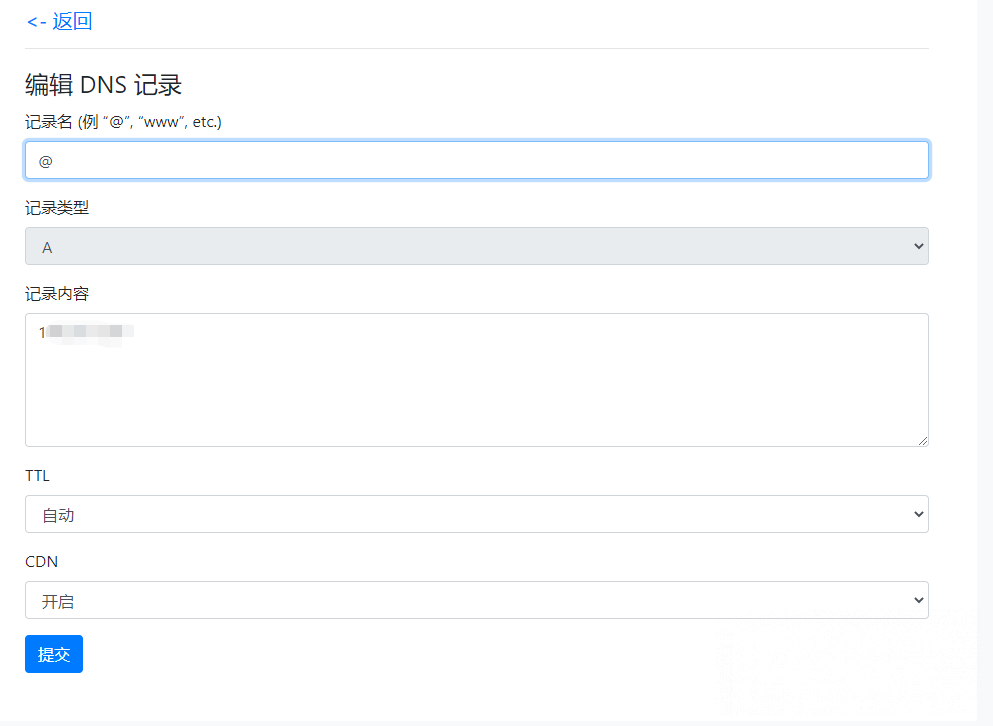 <- 返回
编辑 DNS 记录
记录名 (例 “@”, “www”, etc.)
@
记录类型
A
记录内容
1
TTL
自动
CDN
开启
提交